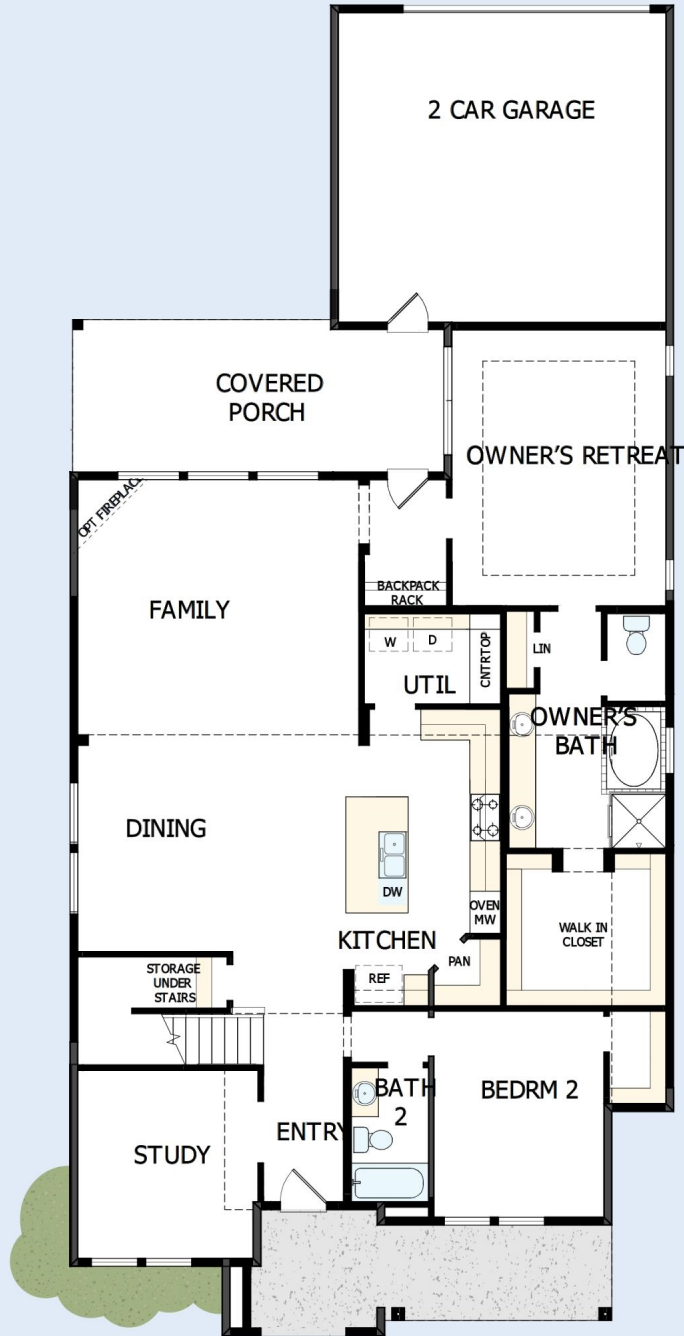 2 CAR GARAGE
COVERED
PORCH
OWNER'S RETREAT
OPT FIREPLACE
BACKPACK
RACK
FAMILY
W
D
CNTRTOP
LIN
UTIL
OWNER'S
BATH
DINING
DW
OVEN
MW
KITCHEN
WALK IN
CLOSET
PAN
STORAGE
UNDER
STAIRS
REF
BATH
2
BEDRM 2
ENTRY
STUDY